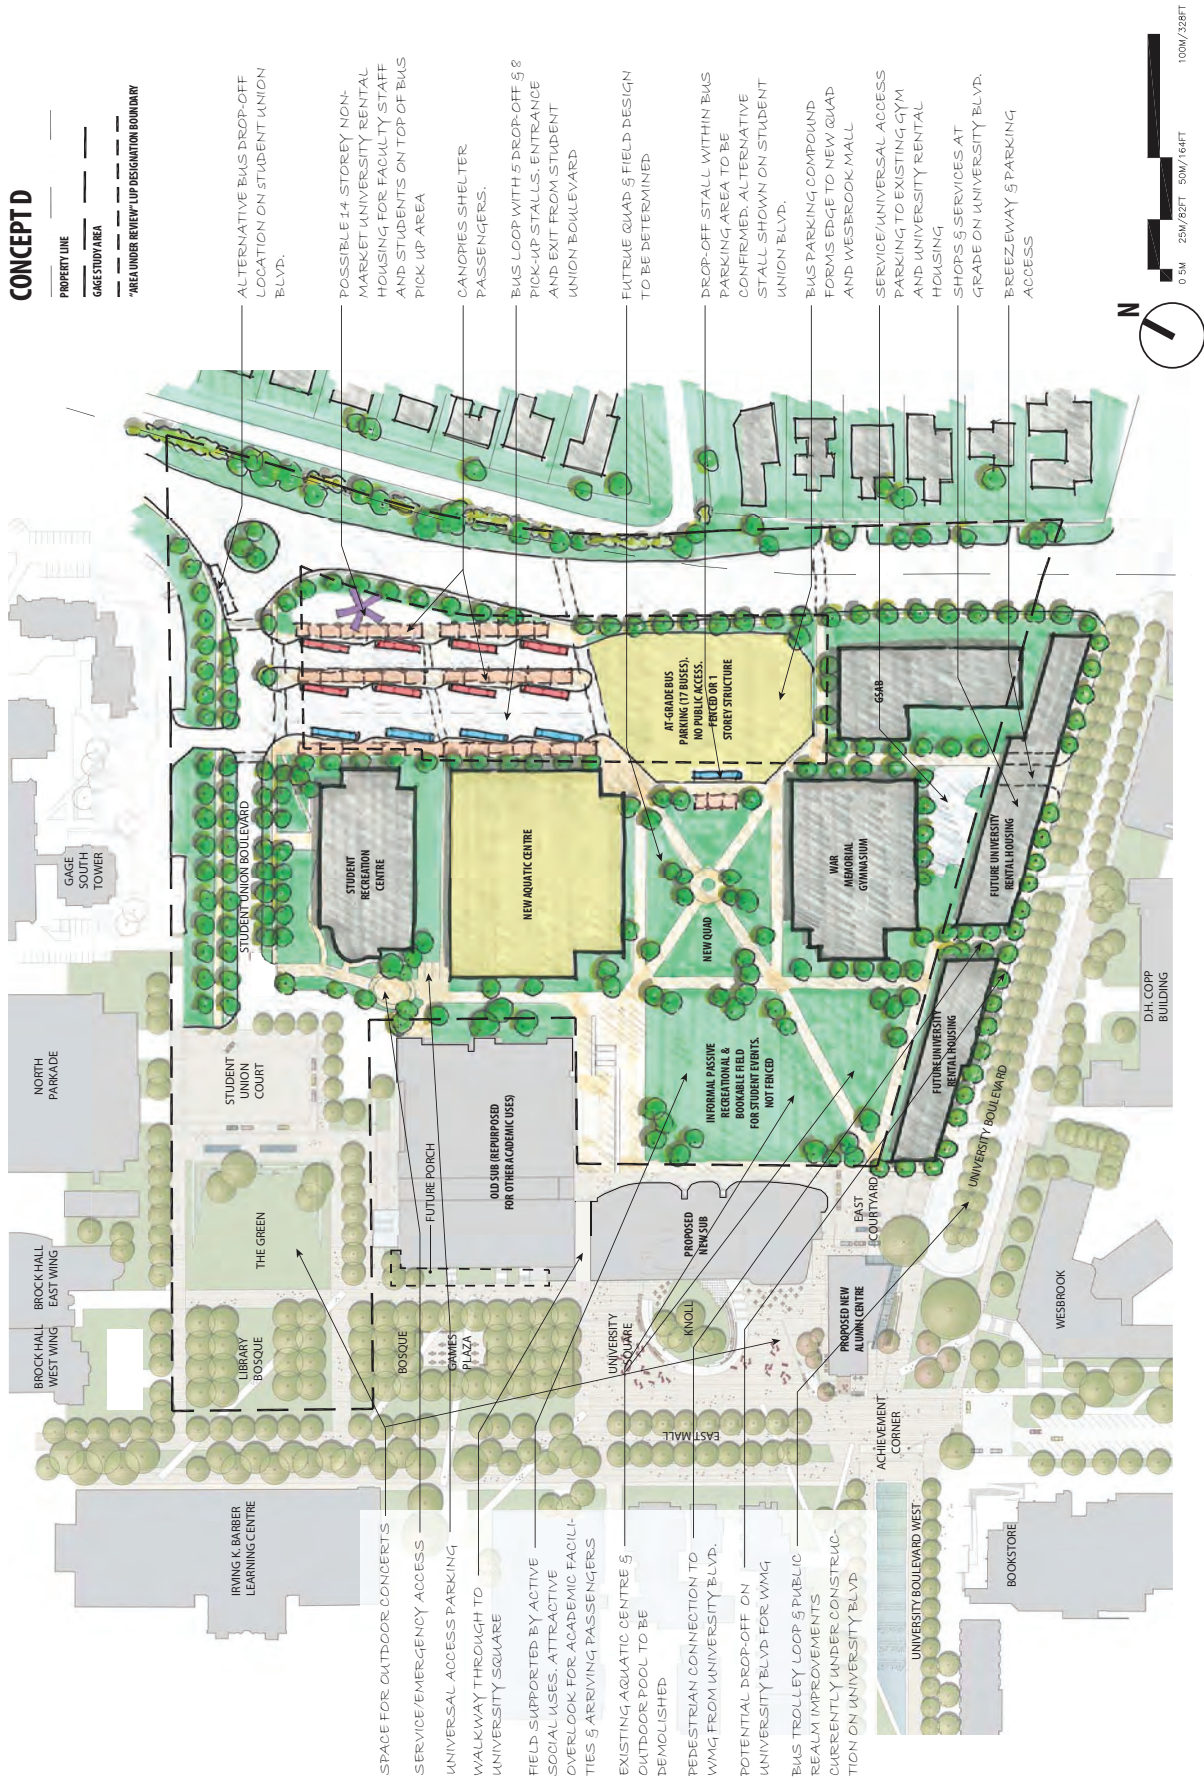 CONCEPT D
PROPERTY LINE
GAGE STUDY AREA
"AREA UNDER REVIEW" LUP DESIGNATION BOUNDARY
ALTERNATIVE BUS DROP-OFF
LOCATION ON STUDENT UNION
BLVD.
POSSIBLE 14 STOREY NON-
MARKET UNIVERSITY RENTAL
HOUSING FOR FACULTY STAFF
AND STUDENTS ON TOP OF BUS
PICK UP AREA
CANOPIES SHELTER
PASSENGERS.
BUS LOOP WITH 5 DROP-OFF & 8
PICK-UP STALLS. ENTRANCE
AND EXIT FROM STUDENT
UNION BOULEVARD
FUTRUE QUAD & FIELD DESIGN
TO BE DETERMINED
DROP-OFF STALL WITHIN BUS
PARKING AREA TO BE
CONFIRMED. ALTERNATIVE
STALL SHOWN ON STUDENT
UNION BLVD.
BUS PARKING COMPOUND
FORMS EDGE TO NEW QUAD
AND WESBROOK MALL
SERVICE/UNIVERSAL ACCESS
PARKING TO EXISTING GYM
AND UNIVERSITY RENTAL
HOUSING
SHOPS & SERVICES AT
GRADE ON UNIVERSITY BLVD.
BREEZEWAY & PARKING
ACCESS
N
0 5M 25M/82FT 50M/164FT 100M/328FT
GAGE
SOUTH
TOWER
STUDENT UNION BOULEVARD
STUDENT
RECREATION
CENTRE
NEW AQUATIC CENTRE
AT-GRADE BUS
PARKING (17 BUSES).
NO PUBLIC ACCESS.
FENCED OR 1
STOREY STRUCTURE
GSAB
NEW QUAD
WAR
MEMORIAL
GYMNASIUM
FUTURE UNIVERSITY
RENTAL HOUSING
FUTURE UNIVERSITY
RENTAL HOUSING
D.H. COPP
BUILDING
NORTH
PARKADE
STUDENT
UNION
COURT
OLD SUB (REPURPOSED
FOR OTHER ACADEMIC USES)
FUTURE PORCH
INFORMAL PASSIVE
RECREATIONAL &
BOOKABLE FIELD
FOR STUDENT EVENTS.
NOT FENCED
UNIVERSITY BOULEVARD
BROCK HALL
EAST WING
BROCK HALL
WEST WING
THE GREEN
LIBRARY
BOSQUE
BOSQUE
GAMES
PLAZA
UNIVERSITY
SQUARE
KNOLL
PROPOSED
NEW SUB
EAST
COURTYARD
PROPOSED NEW
ALUMNI CENTRE
WESBROOK
EAST MALL
ACHIEVEMENT
CORNER
IRVING K. BARBER
LEARNING CENTRE
UNIVERSITY BOULEVARD WEST
BOOKSTORE
SPACE FOR OUTDOOR CONCERTS
SERVICE/EMERGENCY ACCESS
UNIVERSAL ACCESS PARKING
WALKWAY THROUGH TO
UNIVERSITY SQUARE
FIELD SUPPORTED BY ACTIVE
SOCIAL USES. ATTRACTIVE
OVERLOOK FOR ACADEMIC FACILI-
TIES & ARRIVING PASSENGERS
EXISTING AQUATIC CENTRE &
OUTDOOR POOL TO BE
DEMOLISHED
PEDESTRIAN CONNECTION TO
WMG FROM UNIVERSITY BLVD.
POTENTIAL DROP-OFF ON
UNIVERSITY BLVD FOR WMG
BUS TROLLEY LOOP & PUBLIC
REALM IMPROVEMENTS
CURRENTLY UNDER CONSTRUC-
TION ON UNIVERSITY BLVD